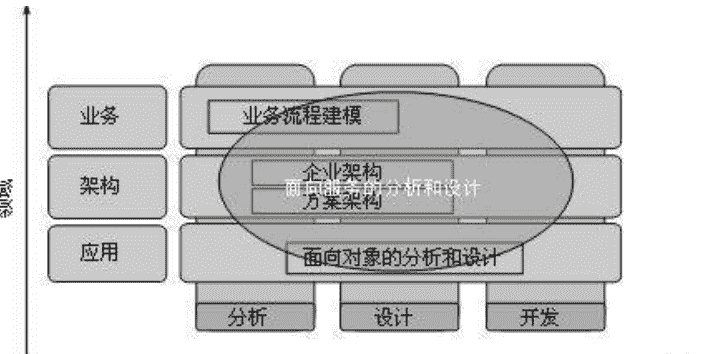 业务
业务流程建模
架构
企业架构
面向服务的分析和设计
方案架构
应用
面向对象的分析和设计
分析
设计
开发